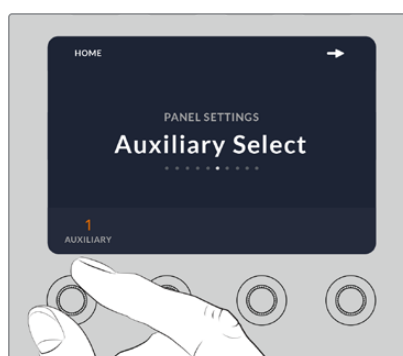 HOME
PANEL SETTINGS
Auxiliary Select
1
AUXILIARY